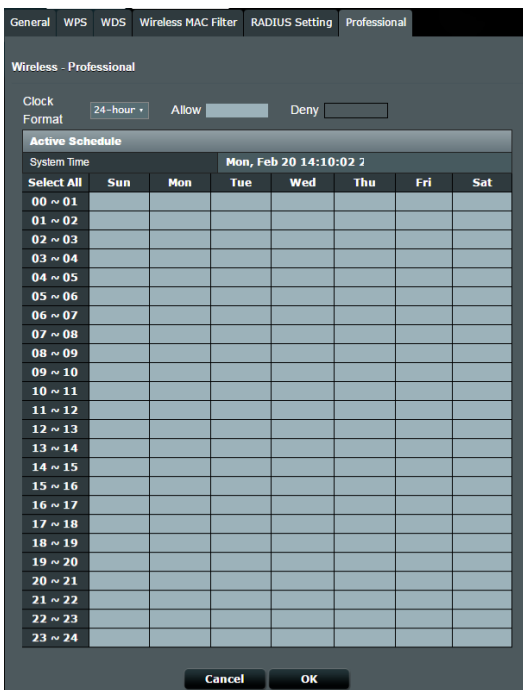 General WPS WDS Wireless MAC Filter RADIUS Setting Professional
Wireless - Professional
Clock Format 24-hour Allow Deny
Active Schedule
System Time Mon, Feb 20 14:10:02 2
Select All Sun Mon Tue Wed Thu Fri Sat
00 ~ 01
01 ~ 02
02 ~ 03
03 ~ 04
04 ~ 05
05 ~ 06
06 ~ 07
07 ~ 08
08 ~ 09
09 ~ 10
10 ~ 11
11 ~ 12
12 ~ 13
13 ~ 14
14 ~ 15
15 ~ 16
16 ~ 17
17 ~ 18
18 ~ 19
19 ~ 20
20 ~ 21
21 ~ 22
22 ~ 23
23 ~ 24
Cancel OK